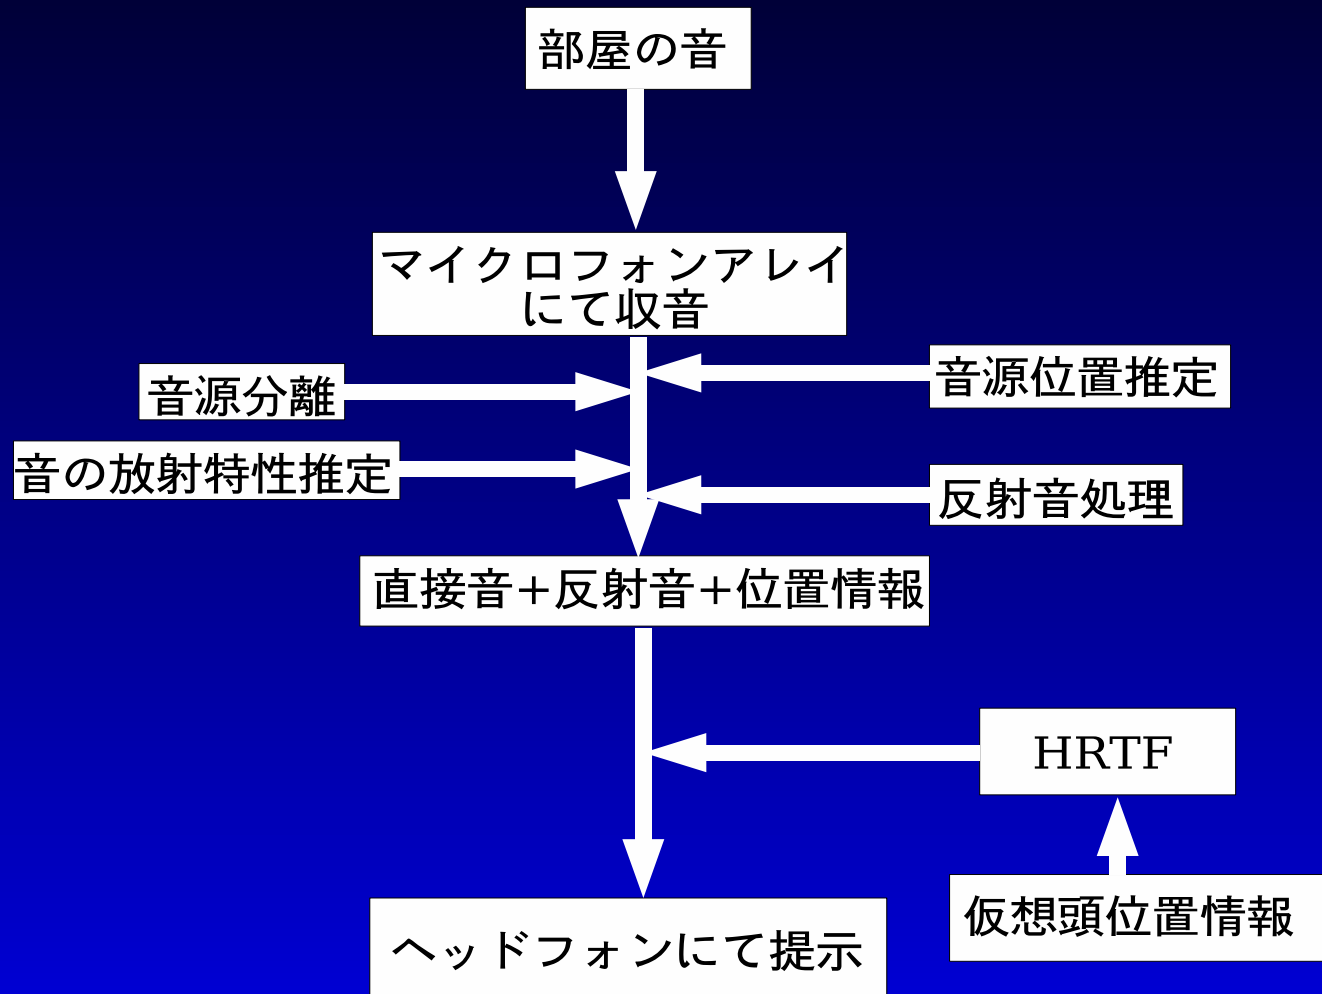 部屋の音
マイクロフォンアレイ
にて収音
音源分離
音源位置推定
音の放射特性推定
反射音処理
直接音+反射音+位置情報
HRTF
仮想頭位置情報
ヘッドフォンにて提示